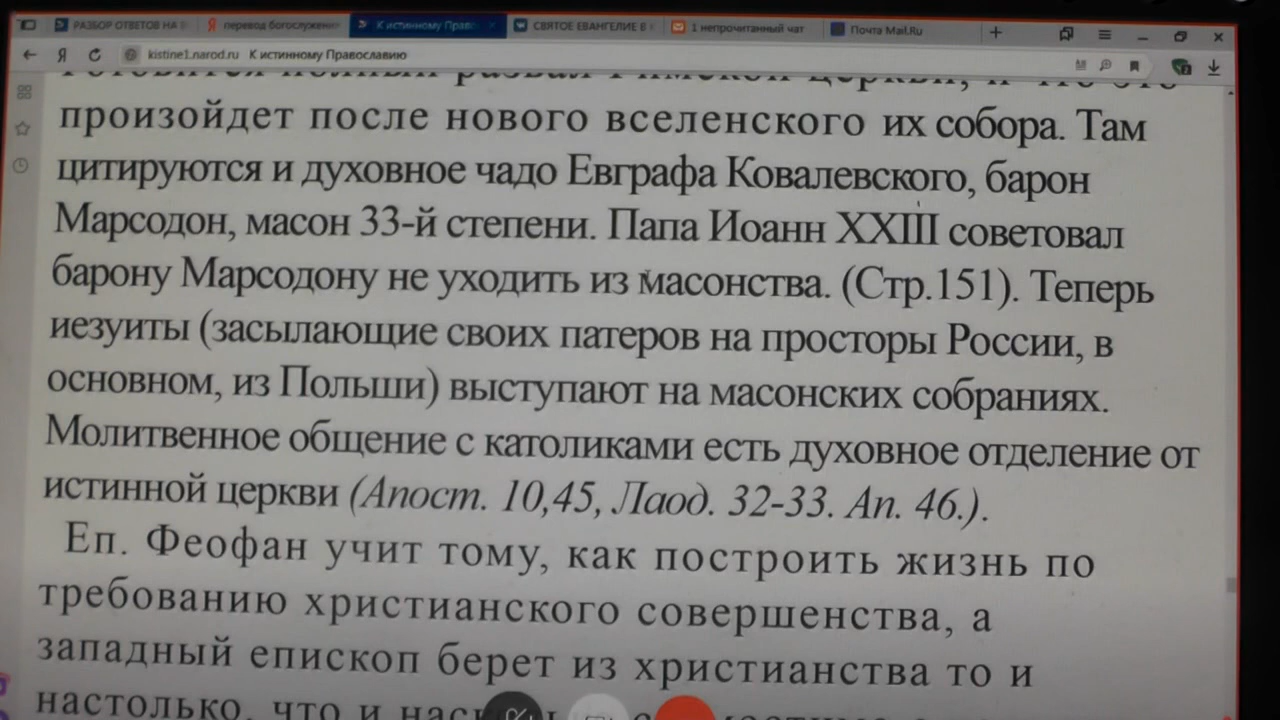 РАЗБОР ОТВЕТОВ НА
перевод богослужени
К истинному Правос
СВЯТОЕ ЕВАНГЕЛИЕ В
1 непрочитанный чат
Почта Mail.Ru
kistine1.narod.ru К истинному Православию
произойдет после нового вселенского их собора. Там
цитируются и духовное чадо Евграфа Ковалевского, барон
Марсодон, масон 33-й степени. Папа Иоанн XXIII советовал
барону Марсодону не уходить из масонства. (Стр.151). Теперь
иезуиты (засылающие своих патеров на просторы России, в
основном, из Польши) выступают на масонских собраниях.
Молитвенное общение с католиками есть духовное отделение от
истинной церкви (Апост. 10,45, Лаод. 32-33. Ап. 46.).
Еп. Феофан учит тому, как построить жизнь по
требованию христианского совершенства, а
западный епископ берет из христианства то и
настолько, что и